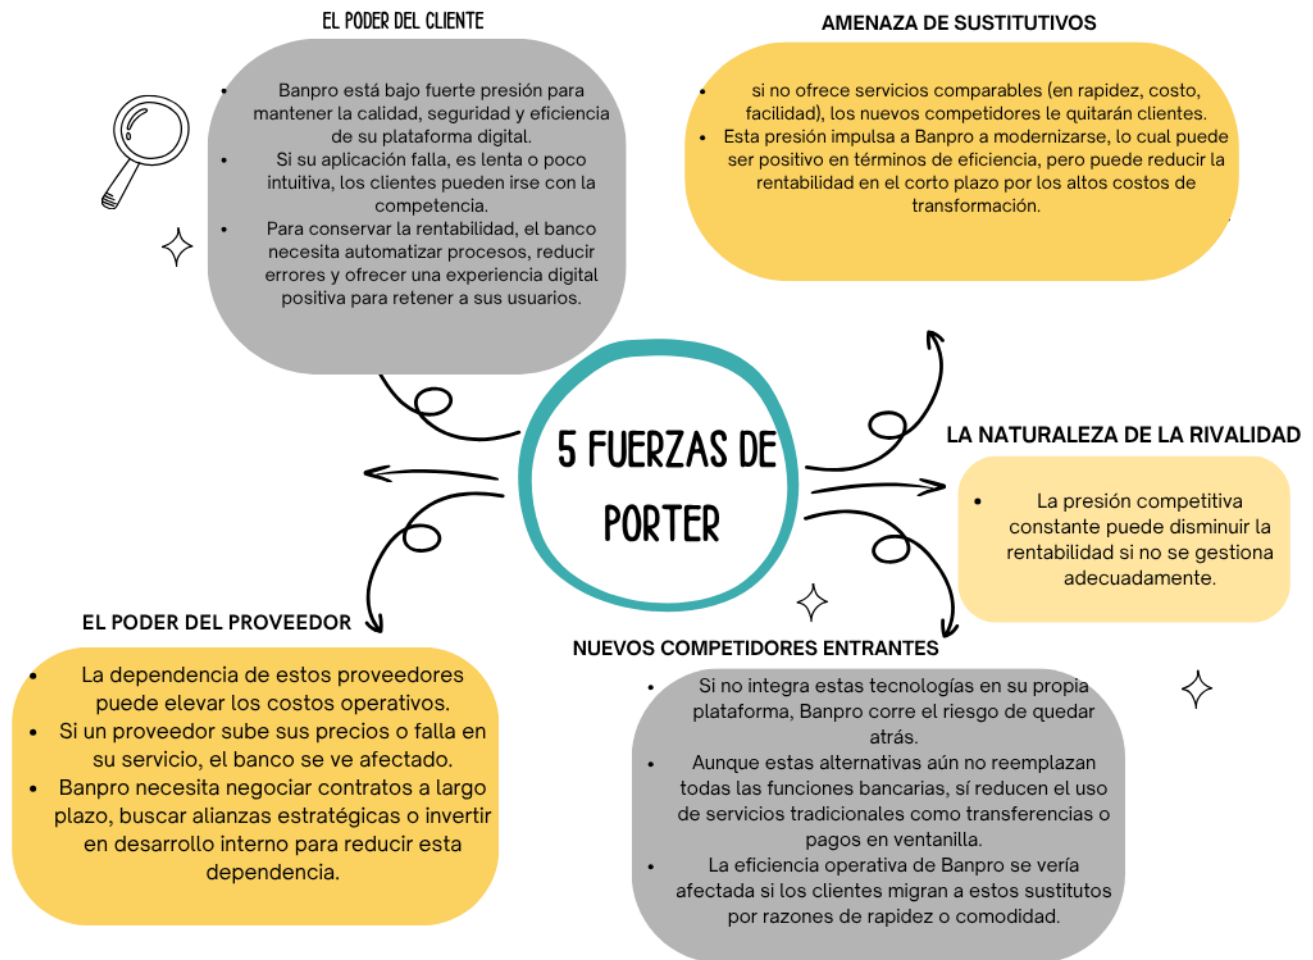 EL PODER DEL CLIENTE
• Banpro está bajo fuerte presión para
mantener la calidad, seguridad y eficiencia
de su plataforma digital.
• Si su aplicación falla, es lenta o poco
intuitiva, los clientes pueden irse con la
competencia.
• Para conservar la rentabilidad, el banco
necesita automatizar procesos, reducir
errores y ofrecer una experiencia digital
positiva para retener a sus usuarios.
AMENAZA DE SUSTITUTIVOS
• si no ofrece servicios comparables (en rapidez, costo,
facilidad), los nuevos competidores le quitarán clientes.
• Esta presión impulsa a Banpro a modernizarse, lo cual puede
ser positivo en términos de eficiencia, pero puede reducir la
rentabilidad en el corto plazo por los altos costos de
transformación.
5 FUERZAS DE
PORTER
LA NATURALEZA DE LA RIVALIDAD
• La presión competitiva
constante puede disminuir la
rentabilidad si no se gestiona
adecuadamente.
EL PODER DEL PROVEEDOR
• La dependencia de estos proveedores
puede elevar los costos operativos.
• Si un proveedor sube sus precios o falla en
su servicio, el banco se ve afectado.
• Banpro necesita negociar contratos a largo
plazo, buscar alianzas estratégicas o invertir
en desarrollo interno para reducir esta
dependencia.
NUEVOS COMPETIDORES ENTRANTES
• Si no integra estas tecnologías en su propia
plataforma, Banpro corre el riesgo de quedar
atrás.
• Aunque estas alternativas aún no reemplazan
todas las funciones bancarias, sí reducen el uso
de servicios tradicionales como transferencias o
pagos en ventanilla.
• La eficiencia operativa de Banpro se vería
afectada si los clientes migran a estos sustitutos
por razones de rapidez o comodidad.